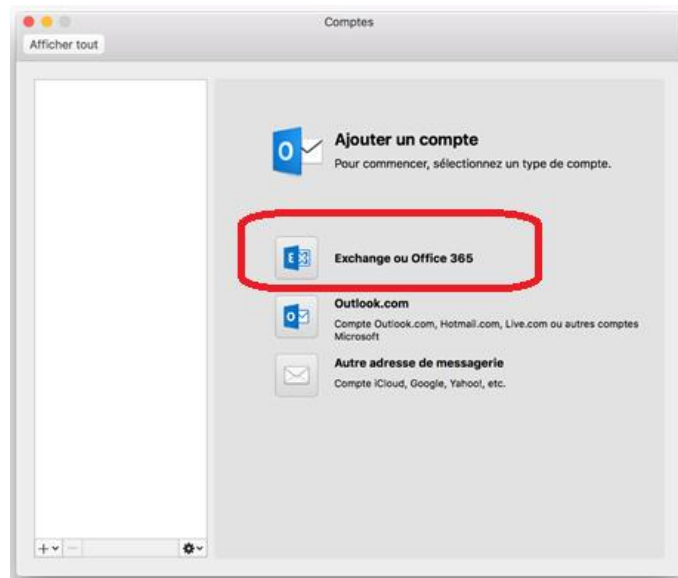 Comptes
Afficher tout
Ajouter un compte
Pour commencer, sélectionnez un type de compte.
Exchange ou Office 365
Outlook.com
Compte Outlook.com, Hotmail.com, Live.com ou autres comptes
Microsoft
Autre adresse de messagerie
Compte iCloud, Google, Yahoo!, etc.